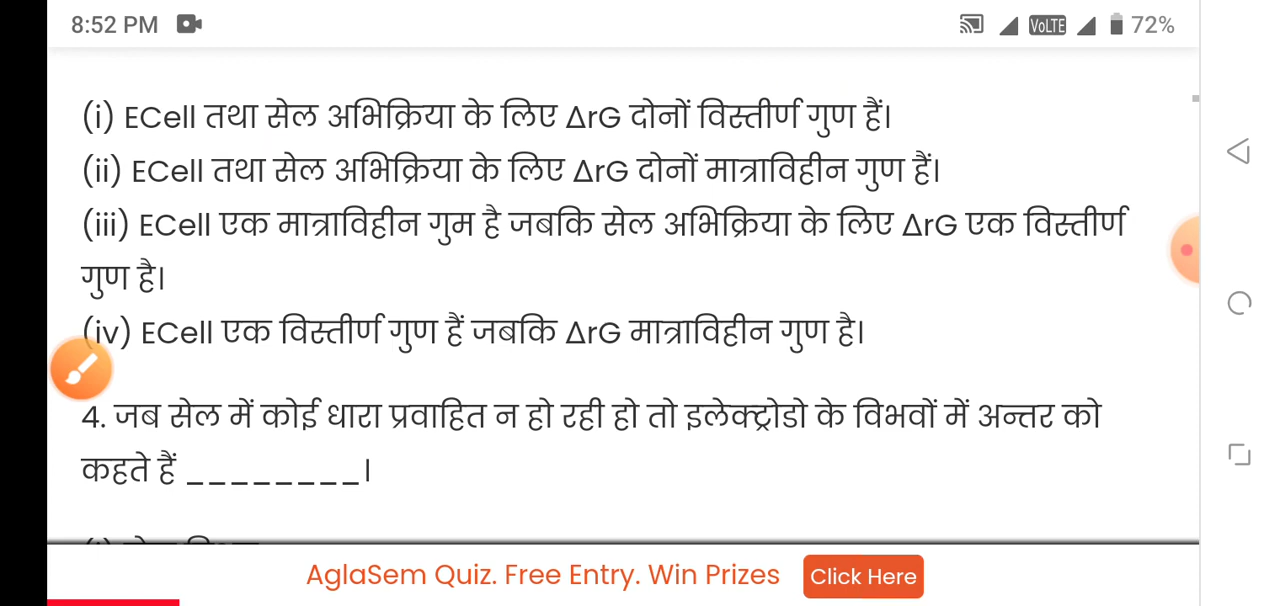 8:52 PM
VoLTE 72%
(i) ECell तथा सेल अभिक्रिया के लिए ΔrG दोनों विस्तीर्ण गुण हैं।
(ii) ECell तथा सेल अभिक्रिया के लिए ΔrG दोनों मात्राविहीन गुण हैं।
(iii) ECell एक मात्राविहीन गुम है जबकि सेल अभिक्रिया के लिए ΔrG एक विस्तीर्ण
गुण है।
(iv) ECell एक विस्तीर्ण गुण हैं जबकि ΔrG मात्राविहीन गुण है।
4. जब सेल में कोई धारा प्रवाहित न हो रही हो तो इलेक्ट्रोडो के विभवों में अन्तर को
कहते हैं ________।
AglaSem Quiz. Free Entry. Win Prizes Click Here